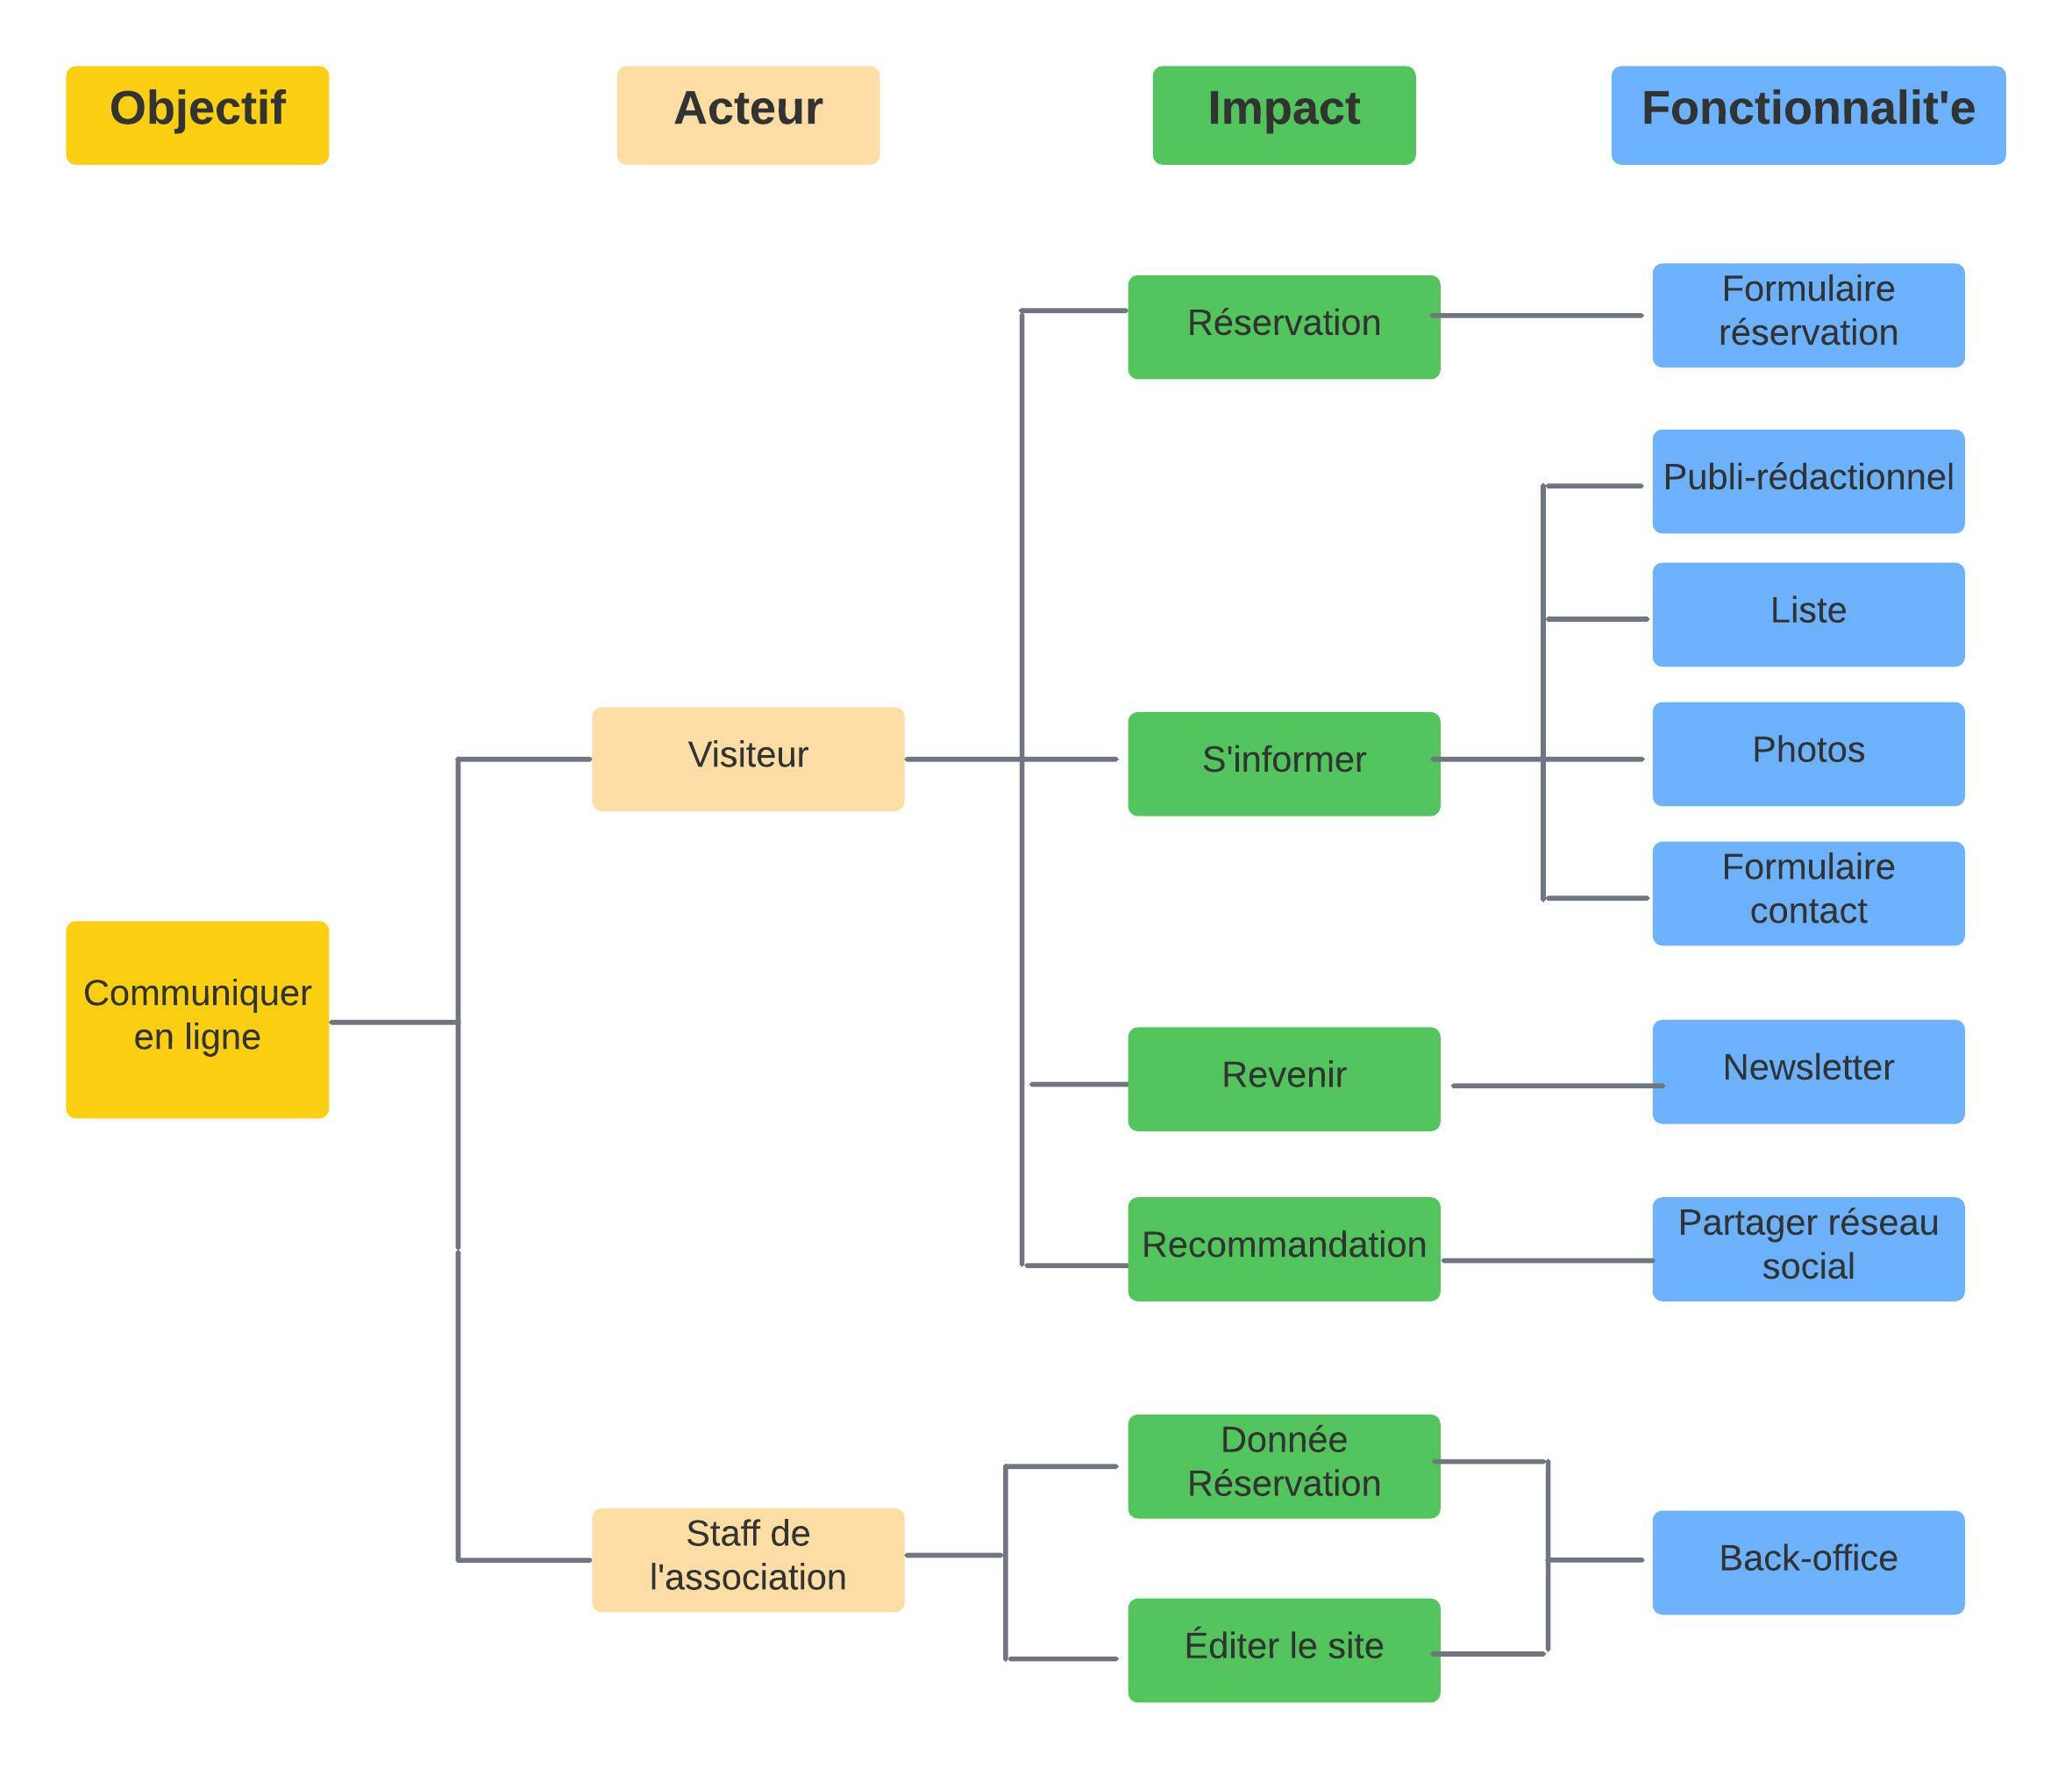 Objectif
Acteur
Impact
Fonctionnalit'e
Réservation
Formulaire
réservation
Publi-rédactionnel
Liste
Visiteur
S'informer
Photos
Formulaire
contact
Communiquer
en ligne
Revenir
Newsletter
Recommandation
Partager réseau
social
Donnée
Réservation
Staff de
l'association
Back-office
Éditer le site